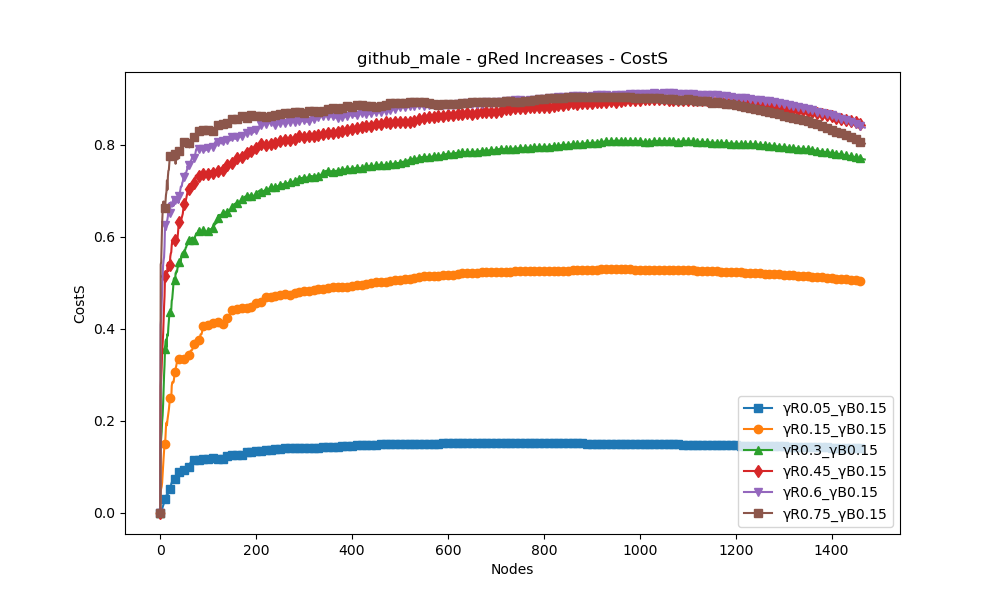 github_male - gRed Increases - CostS
CostS
0.8
0.6
0.4
0.2
0.0
0
200
400
600
800
1000
1200
1400
Nodes
γR0.05_γB0.15
γR0.15_γB0.15
γR0.3_γB0.15
γR0.45_γB0.15
γR0.6_γB0.15
γR0.75_γB0.15